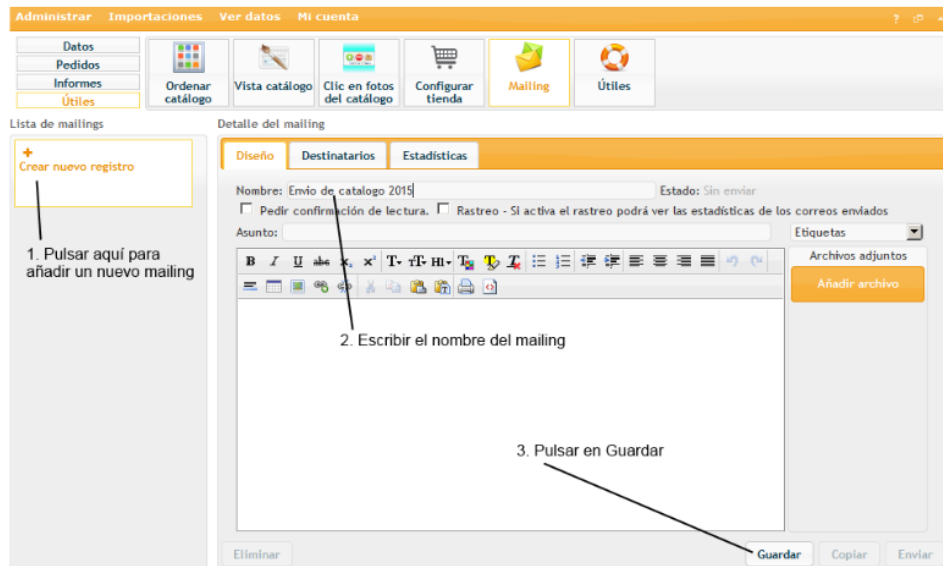 Administrar Importaciones Ver datos Mi cuenta ?
Datos
Pedidos
Informes
Útiles
Ordenar catálogo
Vista catálogo
Clic en fotos del catálogo
Configurar tienda
Mailing
Útiles
Lista de mailings
Detalle del mailing
+
Crear nuevo registro
Diseño Destinatarios Estadísticas
Nombre: Envio de catalogo 2015 Estado: Sin enviar
Pedir confirmación de lectura. Rastreo - Si activa el rastreo podrá ver las estadísticas de los correos enviados
Asunto: Etiquetas
1. Pulsar aquí para
añadir un nuevo mailing
B I U abc x, x² T- тT- H1- T
Archivos adjuntos
Añadir archivo
2. Escribir el nombre del mailing
3. Pulsar en Guardar
Eliminar Guardar Copiar Enviar